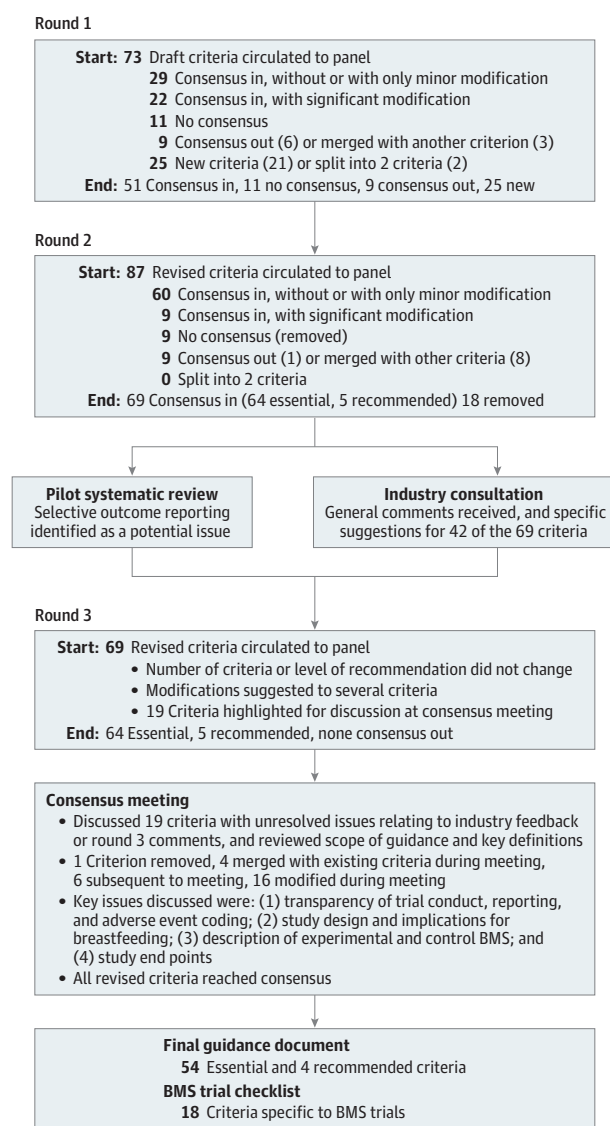 Round 1
Start: 73 Draft criteria circulated to panel
29 Consensus in, without or with only minor modification
22 Consensus in, with significant modification
11 No consensus
9 Consensus out (6) or merged with another criterion (3)
25 New criteria (21) or split into 2 criteria (2)
End: 51 Consensus in, 11 no consensus, 9 consensus out, 25 new
Round 2
Start: 87 Revised criteria circulated to panel
60 Consensus in, without or with only minor modification
9 Consensus in, with significant modification
9 No consensus (removed)
9 Consensus out (1) or merged with other criteria (8)
0 Split into 2 criteria
End: 69 Consensus in (64 essential, 5 recommended) 18 removed
Pilot systematic review
Selective outcome reporting
identified as a potential issue
Industry consultation
General comments received, and specific
suggestions for 42 of the 69 criteria
Round 3
Start: 69 Revised criteria circulated to panel
• Number of criteria or level of recommendation did not change
• Modifications suggested to several criteria
• 19 Criteria highlighted for discussion at consensus meeting
End: 64 Essential, 5 recommended, none consensus out
Consensus meeting
• Discussed 19 criteria with unresolved issues relating to industry feedback
or round 3 comments, and reviewed scope of guidance and key definitions
• 1 Criterion removed, 4 merged with existing criteria during meeting,
6 subsequent to meeting, 16 modified during meeting
• Key issues discussed were: (1) transparency of trial conduct, reporting,
and adverse event coding; (2) study design and implications for
breastfeeding; (3) description of experimental and control BMS; and
(4) study end points
• All revised criteria reached consensus
Final guidance document
54 Essential and 4 recommended criteria
BMS trial checklist
18 Criteria specific to BMS trials